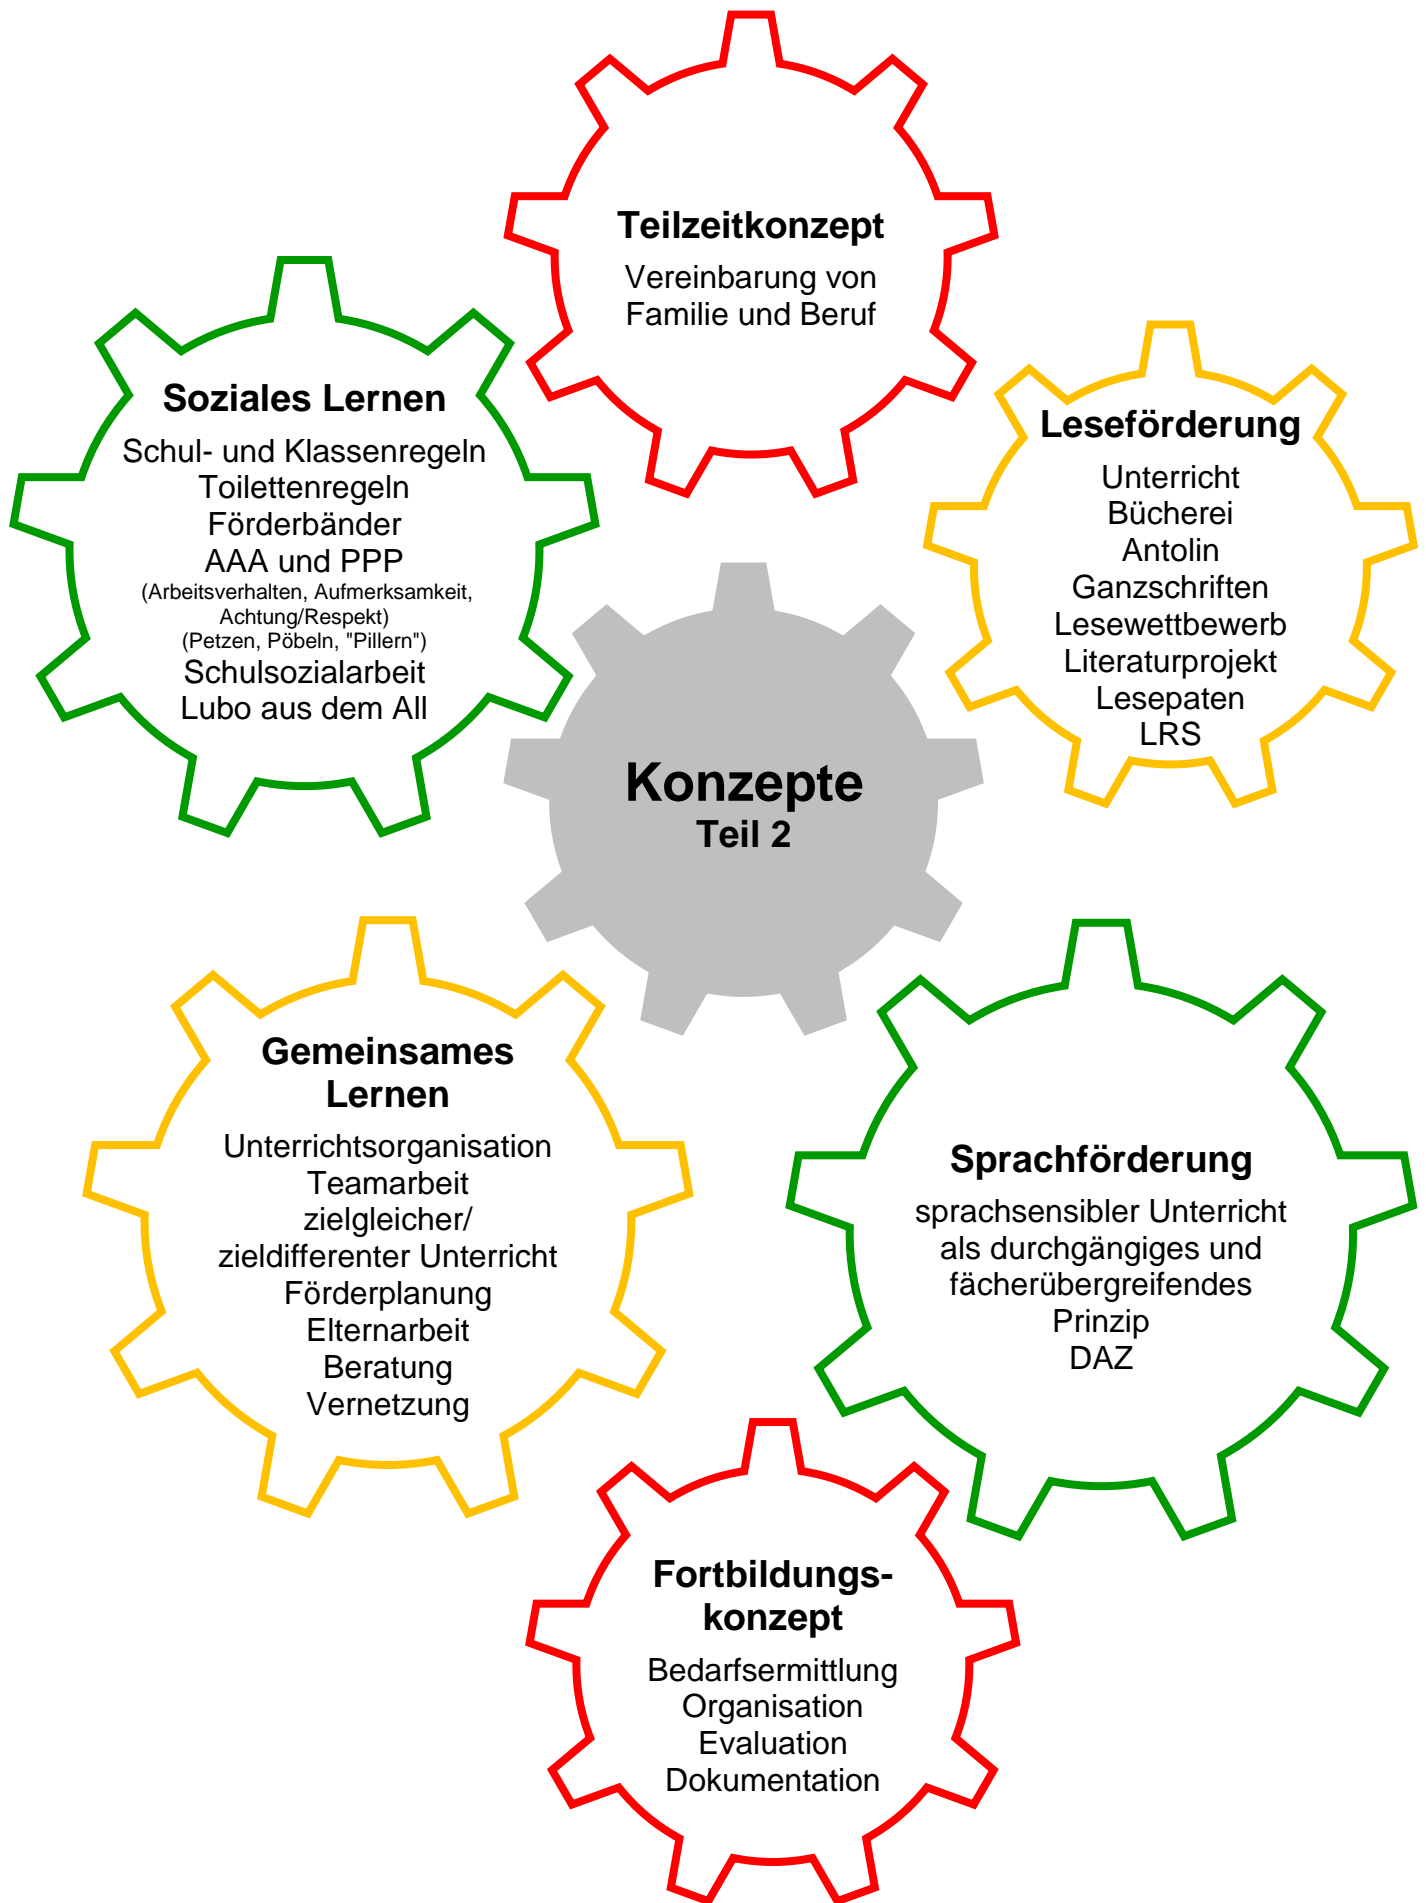 Teilzeitkonzept
Vereinbarung von
Familie und Beruf
Soziales Lernen
Schul- und Klassenregeln
Toilettenregeln
Förderbänder
AAA und PPP
(Arbeitsverhalten, Aufmerksamkeit,
Achtung/Respekt)
(Petzen, Pöbeln, "Pillern")
Schulsozialarbeit
Lubo aus dem All
Leseförderung
Unterricht
Bücherei
Antolin
Ganzschriften
Lesewettbewerb
Literaturprojekt
Lesepaten
LRS
Konzepte
Teil 2
Gemeinsames
Lernen
Unterrichtsorganisation
Teamarbeit
zielgleicher/
zieldifferenter Unterricht
Förderplanung
Elternarbeit
Beratung
Vernetzung
Sprachförderung
sprachsensibler Unterricht
als durchgängiges und
fächerübergreifendes
Prinzip
DAZ
Fortbildungs-
konzept
Bedarfsermittlung
Organisation
Evaluation
Dokumentation